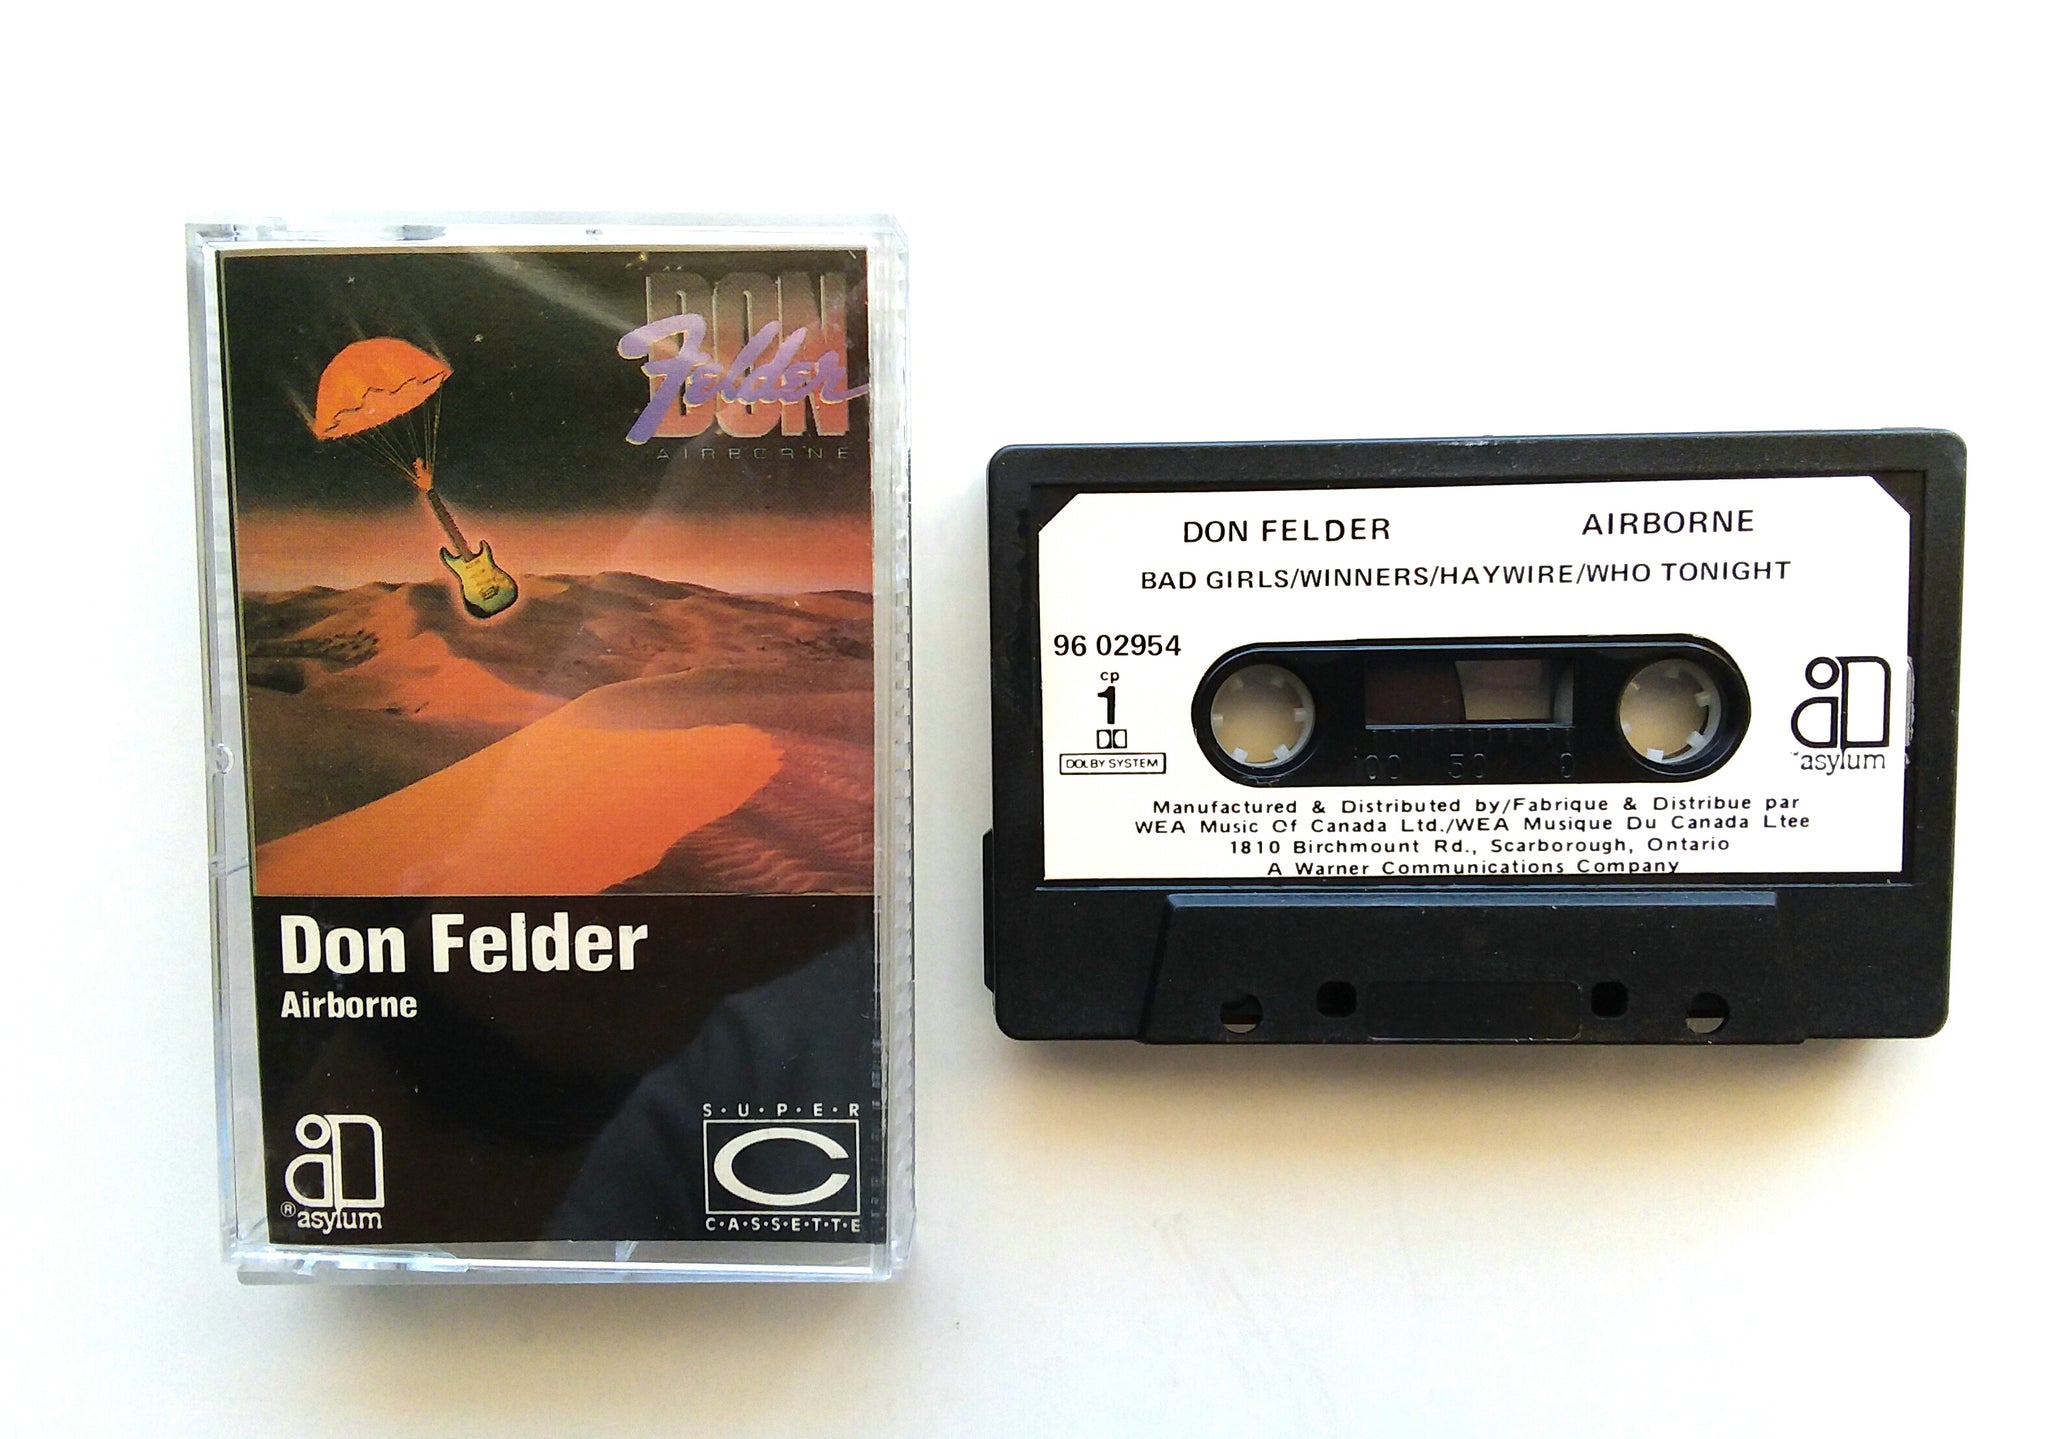 DON
Felder
AIRBORNE
Don Felder
Airborne
® asylum
S·U·P·E·R
C
C·A·S·S·E·T·T·E
DON FELDER AIRBORNE
BAD GIRLS/WINNERS/HAYWIRE/WHO TONIGHT
96 02954
cp
1
DOLBY SYSTEM
asylum
100 50 0
Manufactured & Distributed by/Fabrique & Distribue par
WEA Music Of Canada Ltd./WEA Musique Du Canada Ltee
1810 Birchmount Rd., Scarborough, Ontario
A Warner Communications Company